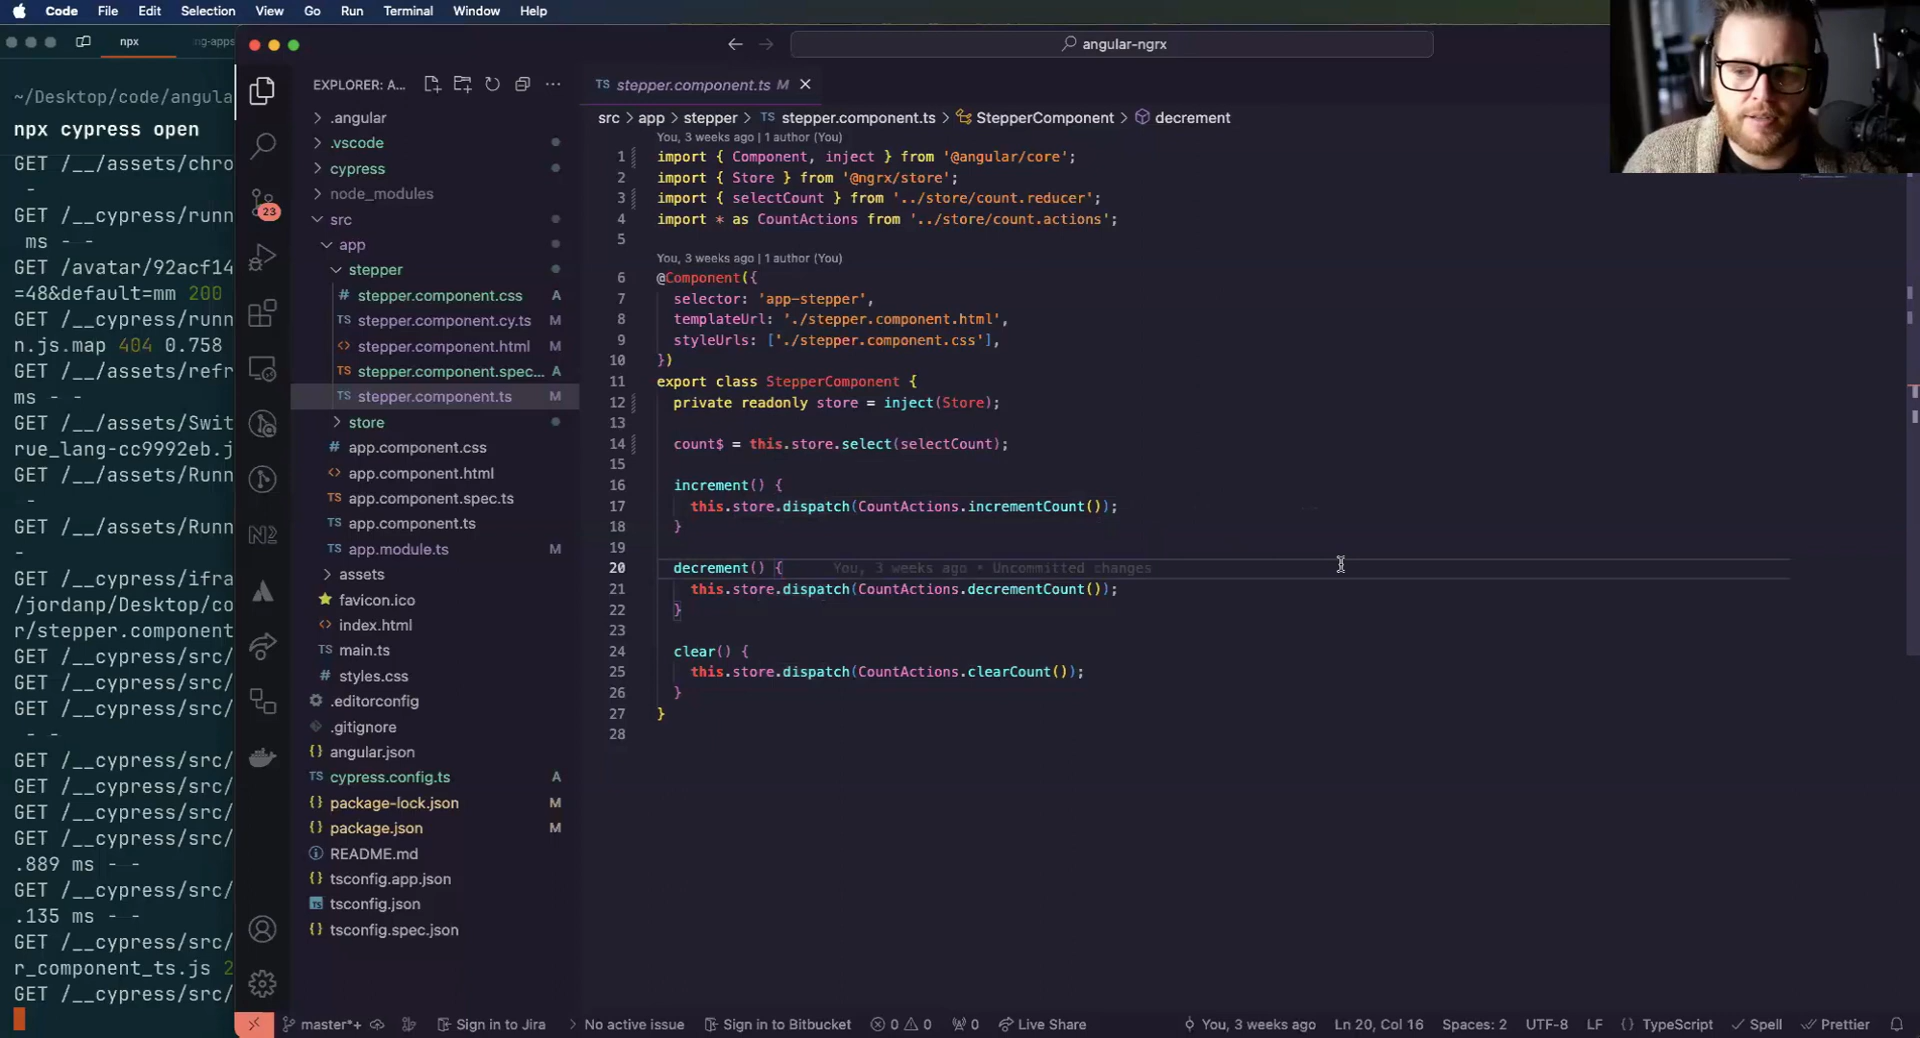 Code File Edit Selection View Go Run Terminal Window Help
npx ng-apps
~/Desktop/code/angula
npx cypress open
GET /__/assets/chro
-
GET /__cypress/runn
ms - -
GET /avatar/92acf14
=48&default=mm 200
GET /__cypress/runn
n.js.map 404 0.758
GET /__/assets/refr
ms - -
GET /__/assets/Swit
rue_lang-cc9992eb.j
GET /__/assets/Runn
-
GET /__/assets/Runn
-
GET /__cypress/ifra
/jordanp/Desktop/co
r/stepper.component
GET /__cypress/src/
GET /__cypress/src/
GET /__cypress/src/
- -
GET /__cypress/src/
GET /__cypress/src/
GET /__cypress/src/
GET /__cypress/src/
.889 ms - -
GET /__cypress/src/
.135 ms - -
GET /__cypress/src/
r_component_ts.js 2
GET /__cypress/src/
angular-ngrx
EXPLORER: A...
.angular
.vscode
cypress
node_modules
src
app
stepper
# stepper.component.css A
TS stepper.component.cy.ts M
<> stepper.component.html M
TS stepper.component.spec... A
TS stepper.component.ts M
store
# app.component.css
<> app.component.html
TS app.component.spec.ts
TS app.component.ts
TS app.module.ts M
assets
favicon.ico
<> index.html
TS main.ts
# styles.css
.editorconfig
.gitignore
{} angular.json
TS cypress.config.ts A
{} package-lock.json M
{} package.json M
README.md
{} tsconfig.app.json
TS tsconfig.json
{} tsconfig.spec.json
23
TS stepper.component.ts M
src > app > stepper > TS stepper.component.ts > StepperComponent > decrement
You, 3 weeks ago | 1 author (You)
1 import { Component, inject } from '@angular/core';
2 import { Store } from '@ngrx/store';
3 import { selectCount } from '../store/count.reducer';
4 import * as CountActions from '../store/count.actions';
5
You, 3 weeks ago | 1 author (You)
6 @Component({
7 selector: 'app-stepper',
8 templateUrl: './stepper.component.html',
9 styleUrls: ['./stepper.component.css'],
10 })
11 export class StepperComponent {
12 private readonly store = inject(Store);
13
14 count$ = this.store.select(selectCount);
15
16 increment() {
17 this.store.dispatch(CountActions.incrementCount());
18 }
19
20 decrement() { You, 3 weeks ago • Uncommitted changes
21 this.store.dispatch(CountActions.decrementCount());
22 }
23
24 clear() {
25 this.store.dispatch(CountActions.clearCount());
26 }
27 }
28
master*+ Sign in to Jira No active issue Sign in to Bitbucket 0 0 0 Live Share You, 3 weeks ago Ln 20, Col 16 Spaces: 2 UTF-8 LF {} TypeScript Spell Prettier